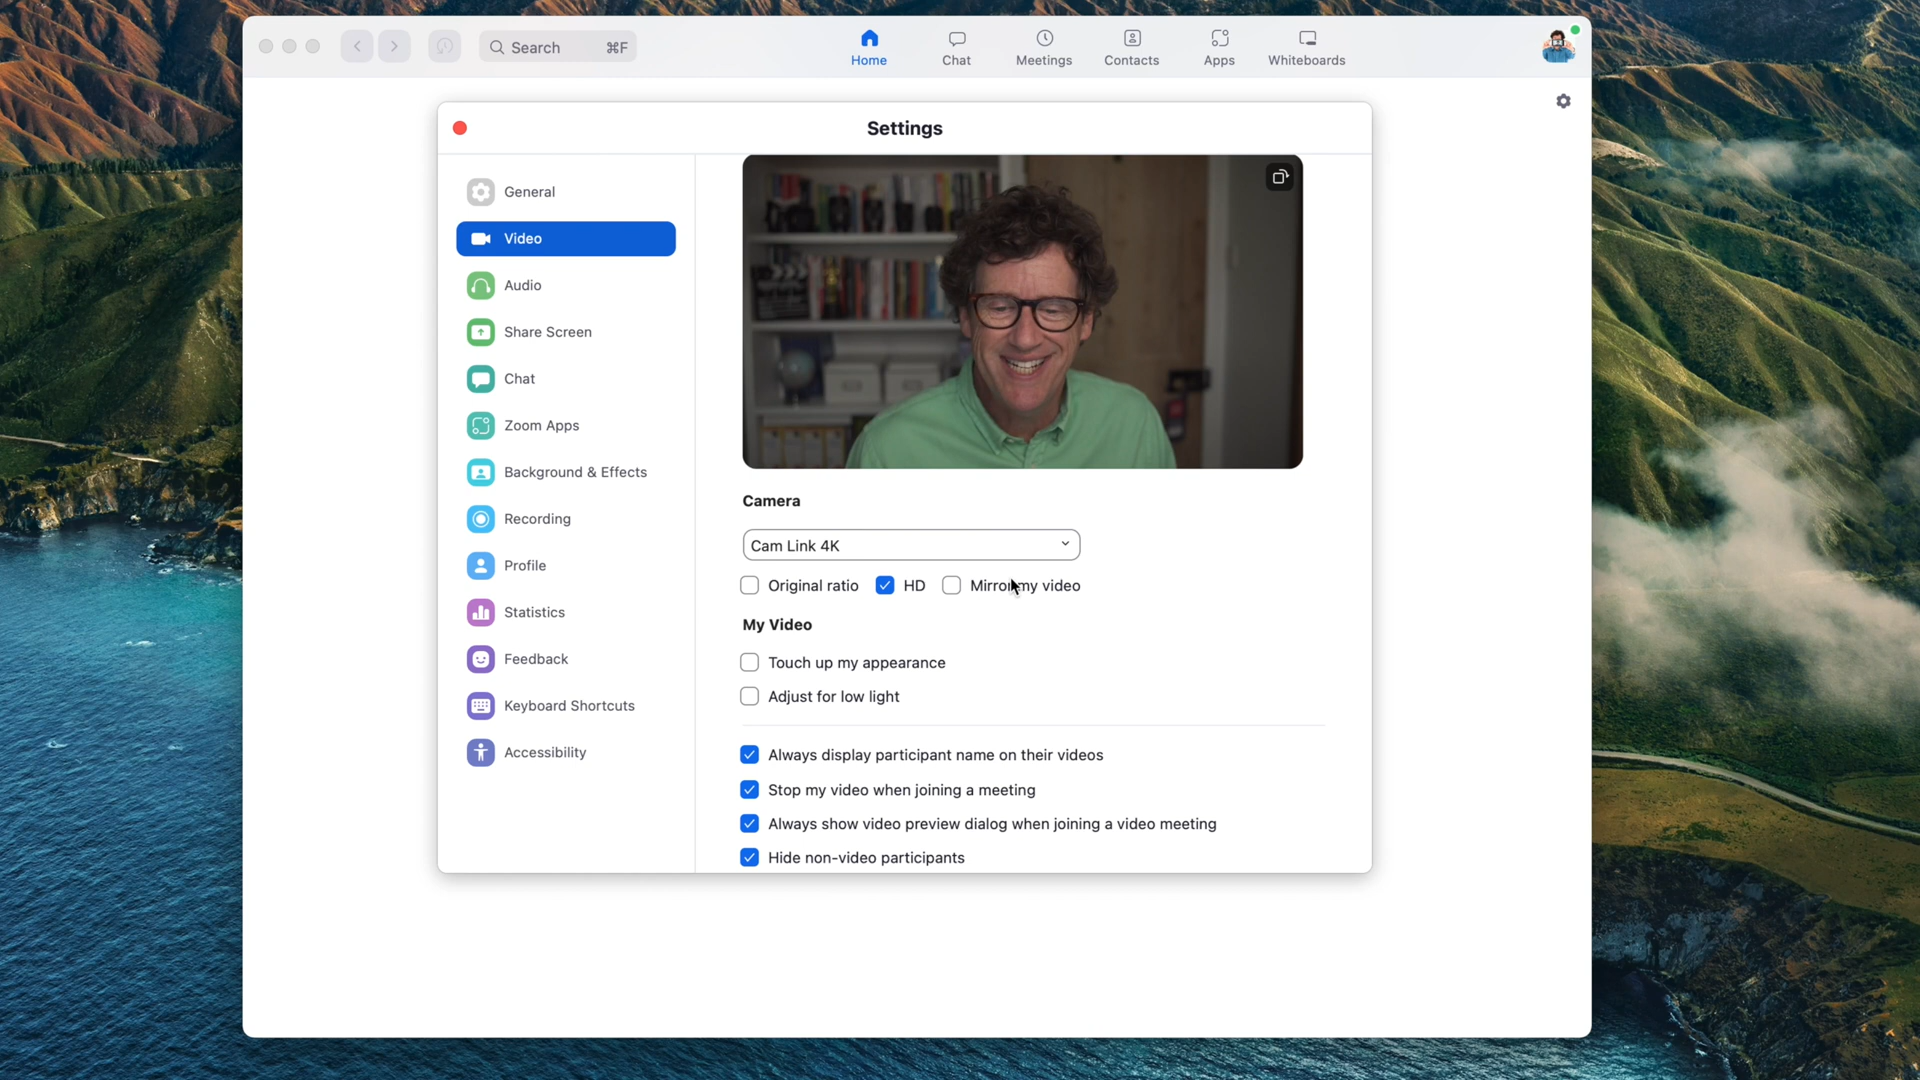 Search ⌘F
Home Chat Meetings Contacts Apps Whiteboards
Settings
General
Video
Audio
Share Screen
Chat
Zoom Apps
Background & Effects
Recording
Profile
Statistics
Feedback
Keyboard Shortcuts
Accessibility
Camera
Cam Link 4K
Original ratio HD Mirror my video
My Video
Touch up my appearance
Adjust for low light
Always display participant name on their videos
Stop my video when joining a meeting
Always show video preview dialog when joining a video meeting
Hide non-video participants